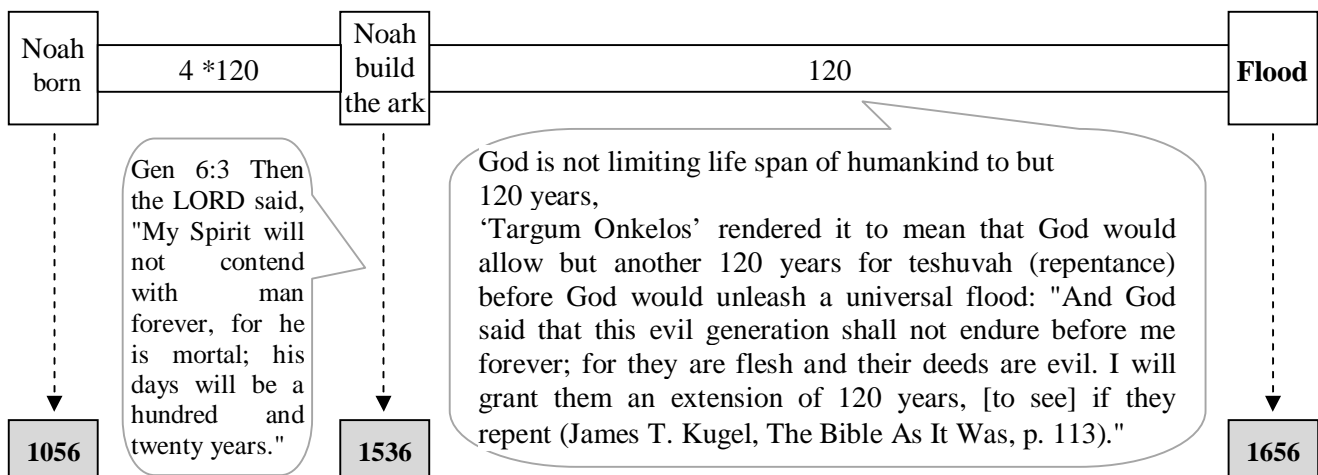 Noah
born
4 *120
Noah
build
the ark
120
Flood
Gen 6:3 Then
the LORD said,
"My Spirit will
not contend
with man
forever, for he
is mortal; his
days will be a
hundred and
twenty years."
God is not limiting life span of humankind to but
120 years,
‘Targum Onkelos’ rendered it to mean that God would
allow but another 120 years for teshuvah (repentance)
before God would unleash a universal flood: "And God
said that this evil generation shall not endure before me
forever; for they are flesh and their deeds are evil. I will
grant them an extension of 120 years, [to see] if they
repent (James T. Kugel, The Bible As It Was, p. 113)."
1056
1536
1656